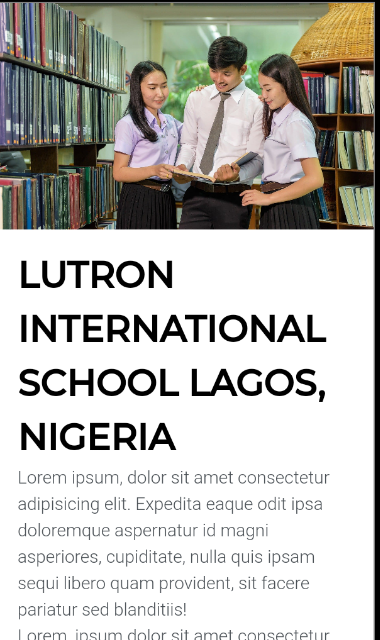 LUTRON
INTERNATIONAL
SCHOOL LAGOS,
NIGERIA
Lorem ipsum, dolor sit amet consectetur
adipisicing elit. Expedita eaque odit ipsa
doloremque aspernatur id magni
asperiores, cupiditate, nulla quis ipsam
sequi libero quam provident, sit facere
pariatur sed blanditiis!
Lorem, ipsum dolor sit amet consectetur